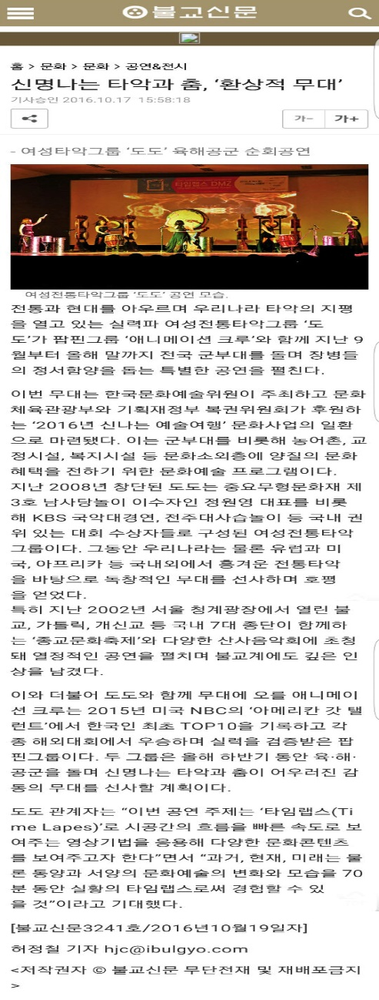 불교신문
홈 > 문화 > 문화 > 공연&전시
신명나는 타악과 춤, ‘환상적 무대’
기사승인 2016.10.17 15:58:18
가- 가+
- 여성타악그룹 ‘도도’ 육해공군 순회공연
타임랩스 DMZ
여성전통타악그룹 ‘도도’ 공연 모습.
전통과 현대를 아우르며 우리나라 타악의 지평
을 열고 있는 실력파 여성전통타악그룹 ‘도
도’가 팝핀그룹 ‘애니메이션 크루’와 함께 지난 9
월부터 올해 말까지 전국 군부대를 돌며 장병들
의 정서함양을 돕는 특별한 공연을 펼친다.
이번 무대는 한국문화예술위원이 주최하고 문화
체육관광부와 기획재정부 복권위원회가 후원하
는 ‘2016년 신나는 예술여행’ 문화사업의 일환
으로 마련됐다. 이는 군부대를 비롯해 농어촌, 교
정시설, 복지시설 등 문화소외층에 양질의 문화
혜택을 전하기 위한 문화예술 프로그램이다.
지난 2008년 창단된 도도는 중요무형문화재 제
3호 남사당놀이 이수자인 정원영 대표를 비롯
해 KBS 국악대경연, 전주대사습놀이 등 국내 권
위 있는 대회 수상자들로 구성된 여성전통타악
그룹이다. 그동안 우리나라는 물론 유럽과 미
국, 아프리카 등 국내외에서 흥겨운 전통타악
을 바탕으로 독창적인 무대를 선사하며 호평
을 얻었다.
특히 지난 2002년 서울 청계광장에서 열린 불
교, 가톨릭, 개신교 등 국내 7대 종단이 함께하
는 ‘종교문화축제’와 다양한 산사음악회에 초청
돼 열정적인 공연을 펼치며 불교계에도 깊은 인
상을 남겼다.
이와 더불어 도도와 함께 무대에 오를 애니메이
션 크루는 2015년 미국 NBC의 ‘아메리칸 갓 탤
런트’에서 한국인 최초 TOP10을 기록하고 각
종 해외대회에서 우승하며 실력을 검증받은 팝
핀그룹이다. 두 그룹은 올해 하반기 동안 육·해·
공군을 돌며 신명나는 타악과 춤이 어우러진 감
동의 무대를 선사할 계획이다.
도도 관계자는 “이번 공연 주제는 ‘타임랩스(Ti
me Lapes)’로 시공간의 흐름을 빠른 속도로 보
여주는 영상기법을 응용해 다양한 문화콘텐츠
를 보여주고자 한다”면서 “과거, 현재, 미래는 물
론 동양과 서양의 문화예술의 변화와 모습을 70
분 동안 실황의 타임랩스로써 경험할 수 있
을 것”이라고 기대했다.
[불교신문3241호/2016년10월19일자]
허정철 기자 hjc@ibulgyo.com
<저작권자 © 불교신문 무단전재 및 재배포금지
>